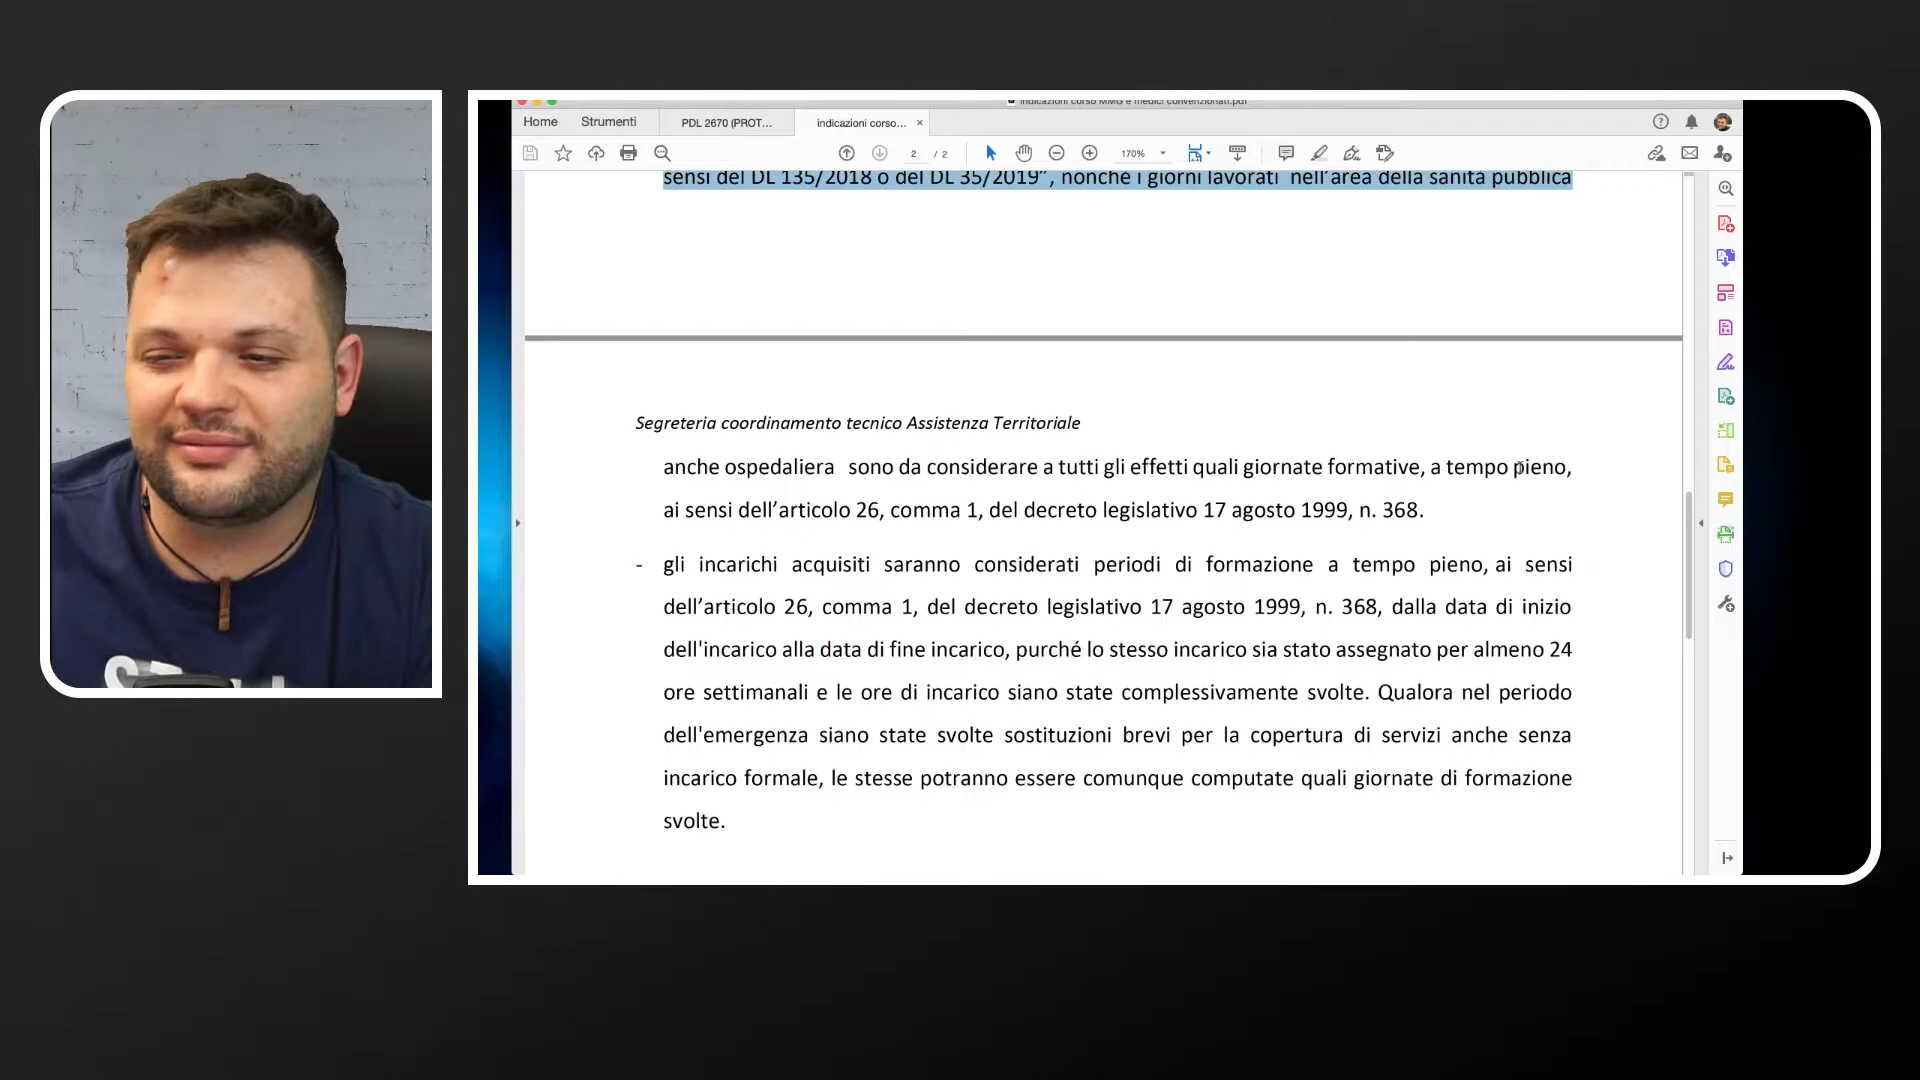 indicazioni corso MMG e medici convenzionati.pdf
Home Strumenti PDL 2670 (PROT... indicazioni corso... ×
2 / 2 170%
sensi del DL 135/2018 o del DL 35/2019”, nonché i giorni lavorati nell’area della sanità pubblica
Segreteria coordinamento tecnico Assistenza Territoriale
anche ospedaliera sono da considerare a tutti gli effetti quali giornate formative, a tempo pieno,
ai sensi dell’articolo 26, comma 1, del decreto legislativo 17 agosto 1999, n. 368.
- gli incarichi acquisiti saranno considerati periodi di formazione a tempo pieno, ai sensi
dell’articolo 26, comma 1, del decreto legislativo 17 agosto 1999, n. 368, dalla data di inizio
dell'incarico alla data di fine incarico, purché lo stesso incarico sia stato assegnato per almeno 24
ore settimanali e le ore di incarico siano state complessivamente svolte. Qualora nel periodo
dell'emergenza siano state svolte sostituzioni brevi per la copertura di servizi anche senza
incarico formale, le stesse potranno essere comunque computate quali giornate di formazione
svolte.